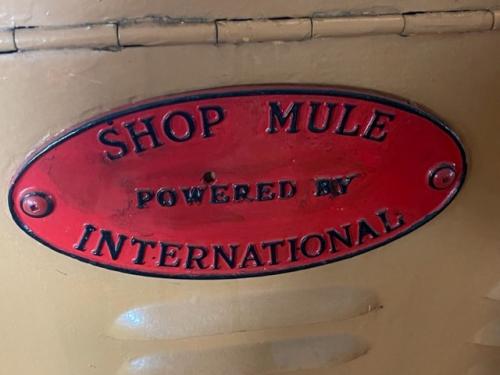 SHOP MULE
POWERED BY
INTERNATIONAL